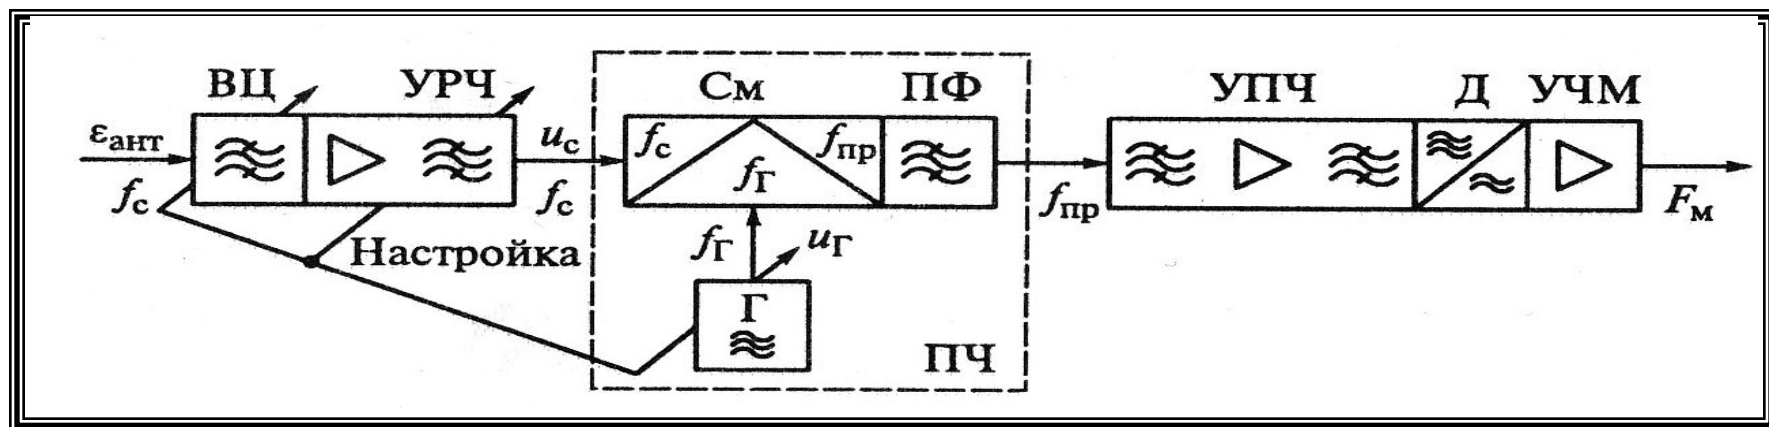 ВЦ УРЧ См ПФ УПЧ Д УЧМ
εант uс fс fпр
fс fс fГ fпр Fм
Настройка fГ uГ
Г
ПЧ